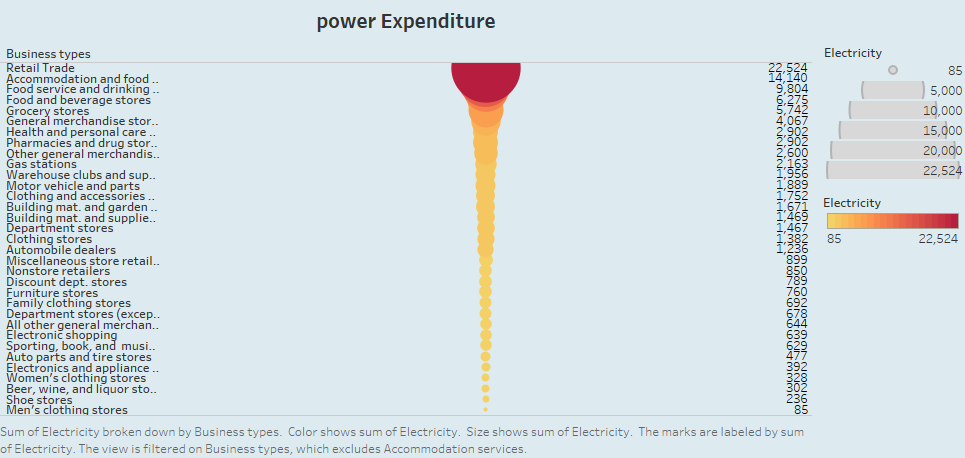 power Expenditure
Business types
Retail Trade 22,524
Accommodation and food .. 14,140
Food service and drinking .. 9,804
Food and beverage stores 6,275
Grocery stores 5,742
General merchandise stor.. 4,067
Health and personal care .. 2,902
Pharmacies and drug stor.. 2,902
Other general merchandis.. 2,600
Gas stations 2,163
Warehouse clubs and sup.. 1,956
Motor vehicle and parts 1,889
Clothing and accessories .. 1,752
Building mat. and garden .. 1,671
Building mat. and supplie.. 1,469
Department stores 1,467
Clothing stores 1,382
Automobile dealers 1,236
Miscellaneous store retail.. 899
Nonstore retailers 850
Discount dept. stores 789
Furniture stores 760
Family clothing stores 692
Department stores (excep.. 678
All other general merchan.. 644
Electronic shopping 639
Sporting, book, and musi.. 629
Auto parts and tire stores 477
Electronics and appliance .. 392
Women's clothing stores 328
Beer, wine, and liquor sto.. 302
Shoe stores 236
Men's clothing stores 85
Electricity
85
5,000
10,000
15,000
20,000
22,524
Electricity
85 22,524
Sum of Electricity broken down by Business types. Color shows sum of Electricity. Size shows sum of Electricity. The marks are labeled by sum
of Electricity. The view is filtered on Business types, which excludes Accommodation services.